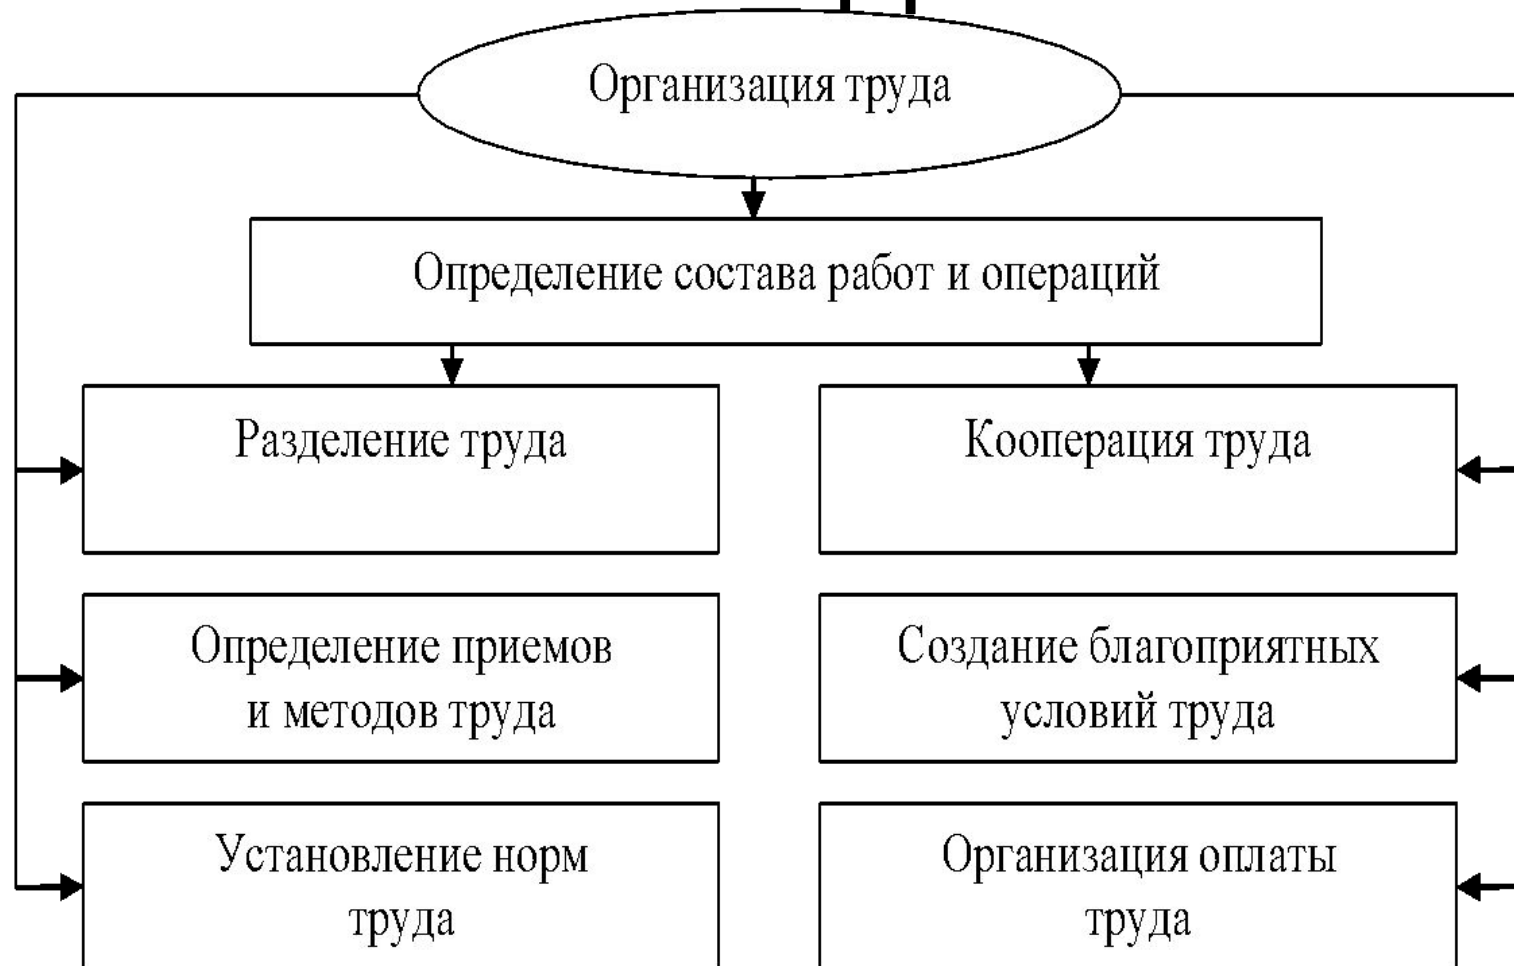 Организация труда
Определение состава работ и операций
Разделение труда
Кооперация труда
Определение приемов
и методов труда
Создание благоприятных
условий труда
Установление норм
труда
Организация оплаты
труда